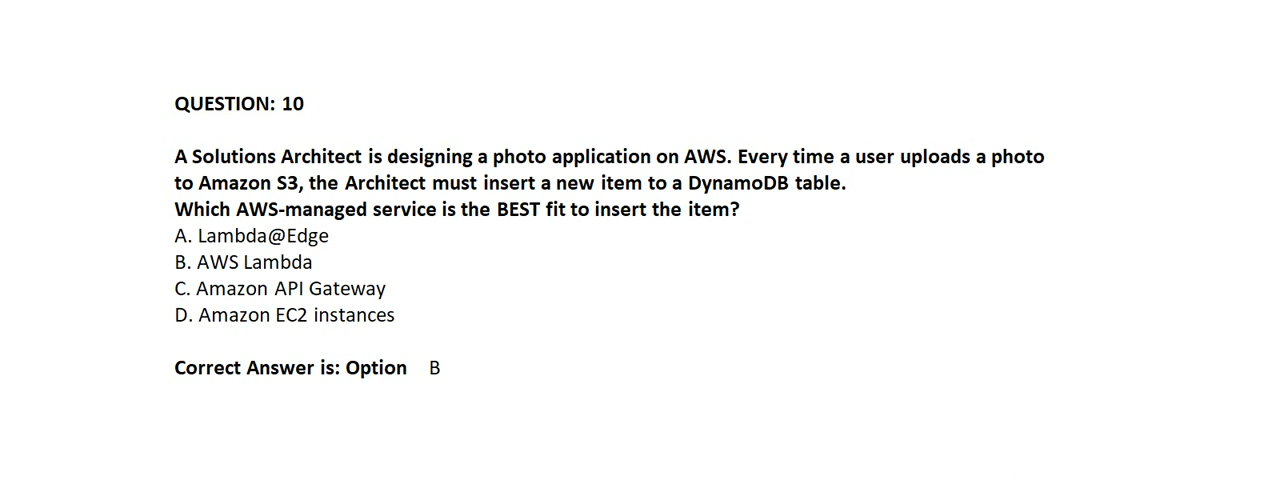 QUESTION: 10
A Solutions Architect is designing a photo application on AWS. Every time a user uploads a photo
to Amazon S3, the Architect must insert a new item to a DynamoDB table.
Which AWS-managed service is the BEST fit to insert the item?
A. Lambda@Edge
B. AWS Lambda
C. Amazon API Gateway
D. Amazon EC2 instances
Correct Answer is: Option B